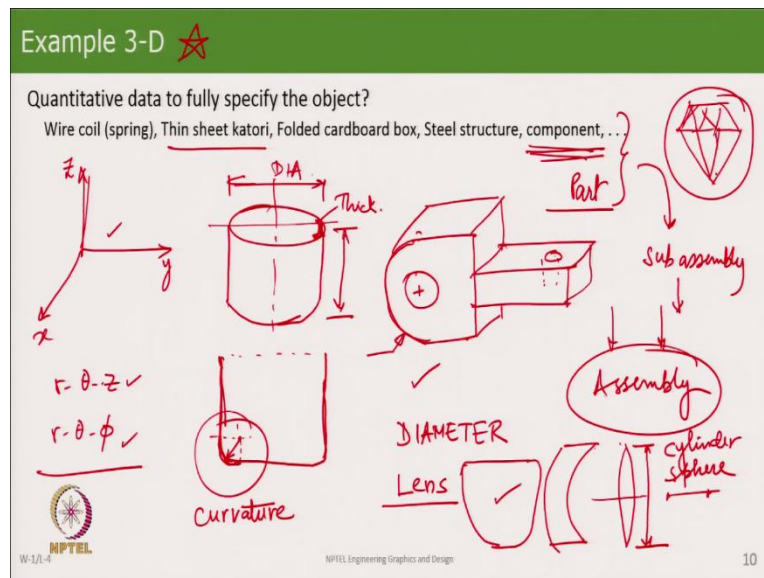 Example 3-D
Quantitative data to fully specify the object?
Wire coil (spring), Thin sheet katori, Folded cardboard box, Steel structure, component, . . .
Part
Z
y
x
DIA
Thick.
Sub assembly
Assembly
r- θ- z
r- θ- φ
curvature
DIAMETER
Lens
cylinder
sphere
NPTEL
W-1/L-4
NPTEL Engineering Graphics and Design
10